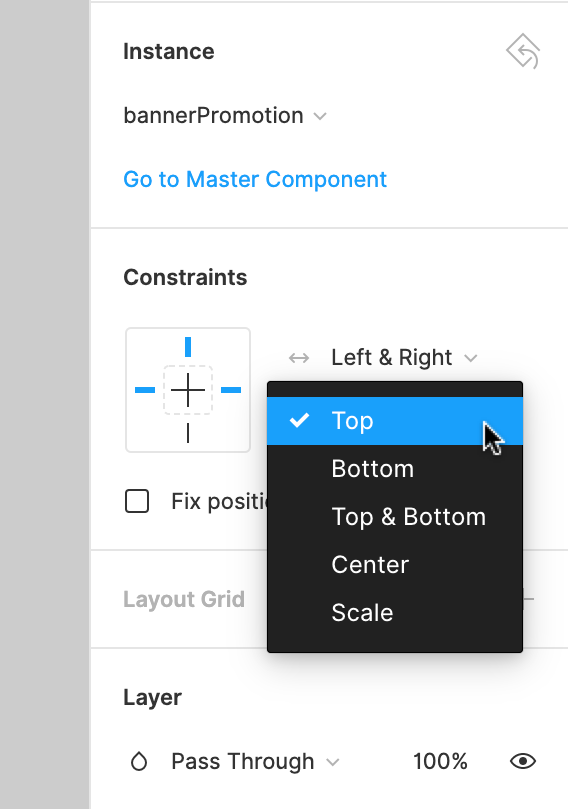 Instance
bannerPromotion
Go to Master Component
Constraints
Left & Right
Top
Bottom
Fix positi
Top & Bottom
Center
Layout Grid
Scale
Layer
Pass Through 100%